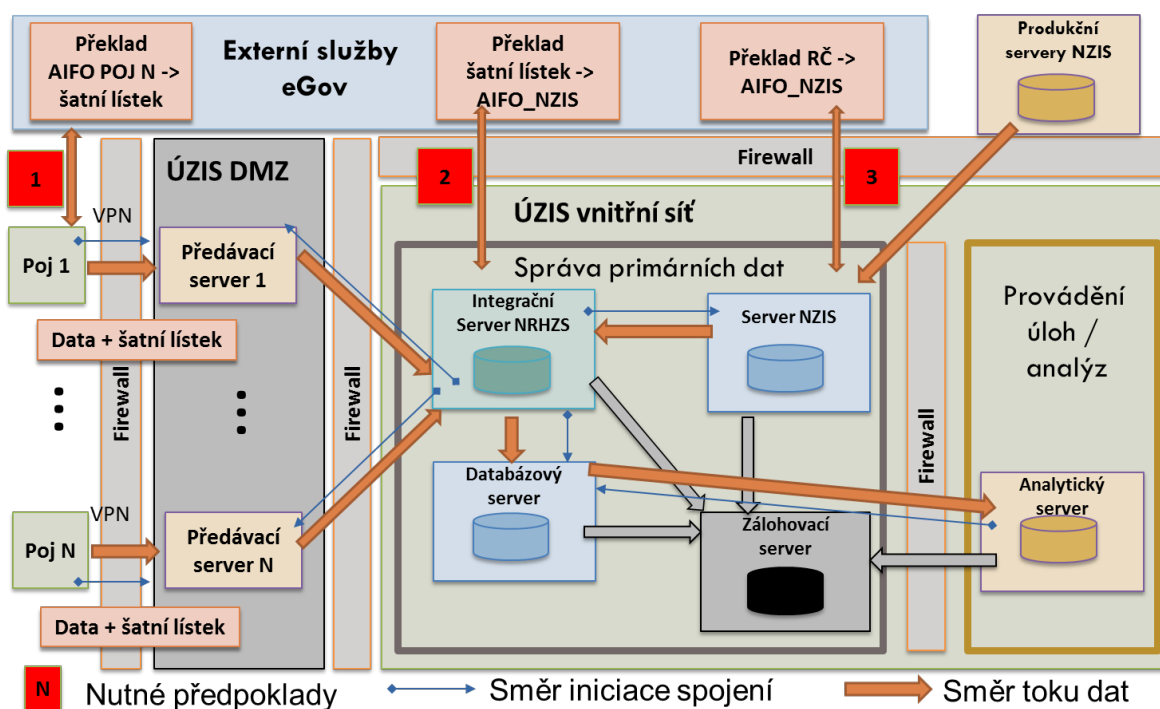 Překlad
AIFO POJ N ->
šatní lístek
Externí služby
eGov
Překlad
šatní lístek ->
AIFO_NZIS
Překlad RČ ->
AIFO_NZIS
Produkční
servery NZIS
Firewall
1
2
3
ÚZIS DMZ
ÚZIS vnitřní síť
VPN
Poj 1
Předávací
server 1
Správa primárních dat
Integrační
Server NRHZS
Server NZIS
Provádění
úloh /
analýz
Data + šatní lístek
...
...
Firewall
Firewall
Firewall
Databázový
server
Analytický
server
VPN
Poj N
Předávací
server N
Zálohovací
server
Data + šatní lístek
N
Nutné předpoklady
Směr iniciace spojení
Směr toku dat